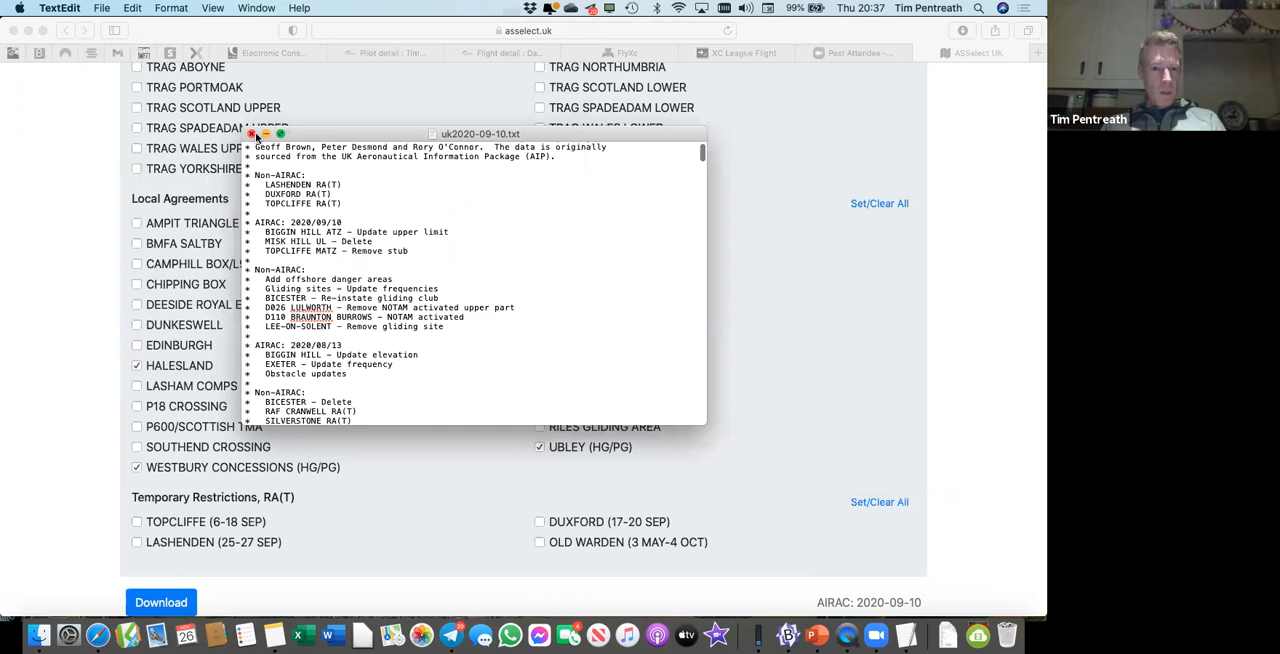 TextEdit File Edit Format View Window Help
99% Thu 20:37 Tim Pentreath
asselect.uk
Electronic Cons...
Pilot detail : Tim...
Flight detail : Da...
FlyXc
XC League Flight
Post Attendee –...
ASSelect UK
TRAG ABOYNE
TRAG NORTHUMBRIA
TRAG PORTMOAK
TRAG SCOTLAND LOWER
TRAG SCOTLAND UPPER
TRAG SPADEADAM LOWER
TRAG SPADEADAM UPPER
TRAG WALES LOWER
TRAG WALES UPP
TRAG YORKSHIRE
Local Agreements
Set/Clear All
AMPIT TRIANGLE
BMFA SALTBY
CAMPHILL BOX/LS
CHIPPING BOX
DEESIDE ROYAL E
DUNKESWELL
EDINBURGH
HALESLAND
LASHAM COMPS
P18 CROSSING
P600/SCOTTISH TMA
RILES GLIDING AREA
SOUTHEND CROSSING
UBLEY (HG/PG)
WESTBURY CONCESSIONS (HG/PG)
Temporary Restrictions, RA(T)
Set/Clear All
TOPCLIFFE (6-18 SEP)
DUXFORD (17-20 SEP)
LASHENDEN (25-27 SEP)
OLD WARDEN (3 MAY-4 OCT)
Download
AIRAC: 2020-09-10
uk2020-09-10.txt
* Geoff Brown, Peter Desmond and Rory O'Connor. The data is originally
* sourced from the UK Aeronautical Information Package (AIP).
*
* Non-AIRAC:
* LASHENDEN RA(T)
* DUXFORD RA(T)
* TOPCLIFFE RA(T)
*
* AIRAC: 2020/09/10
* BIGGIN HILL ATZ – Update upper limit
* MISK HILL UL – Delete
* TOPCLIFFE MATZ – Remove stub
*
* Non-AIRAC:
* Add offshore danger areas
* Gliding sites – Update frequencies
* BICESTER – Re-instate gliding club
* D026 LULWORTH – Remove NOTAM activated upper part
* D110 BRAUNTON BURROWS – NOTAM activated
* LEE-ON-SOLENT – Remove gliding site
*
* AIRAC: 2020/08/13
* BIGGIN HILL – Update elevation
* EXETER – Update frequency
* Obstacle updates
*
* Non-AIRAC:
* BICESTER – Delete
* RAF CRANWELL RA(T)
* SILVERSTONE RA(T)
Tim Pentreath